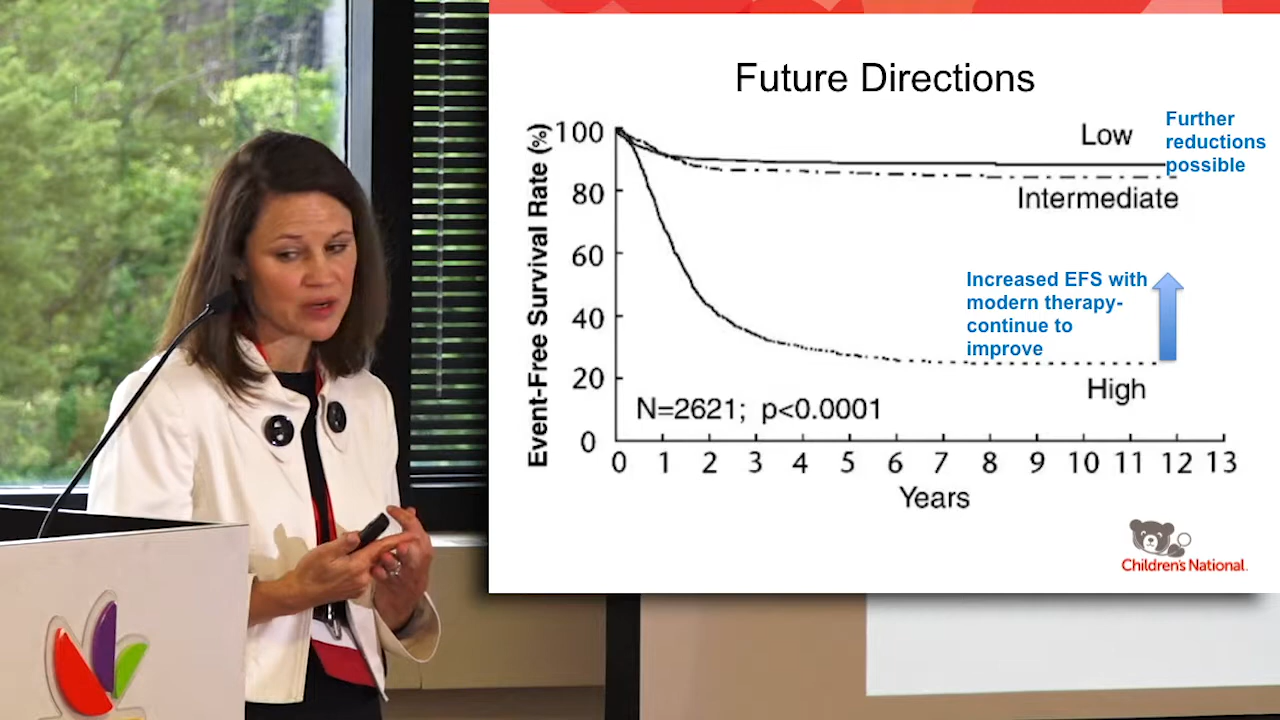 Future Directions
Event-Free Survival Rate (%)
100
80
60
40
20
0
Low
Further
reductions
possible
Intermediate
Increased EFS with
modern therapy-
continue to
improve
High
N=2621; p<0.0001
0 1 2 3 4 5 6 7 8 9 10 11 12 13
Years
Children's National.